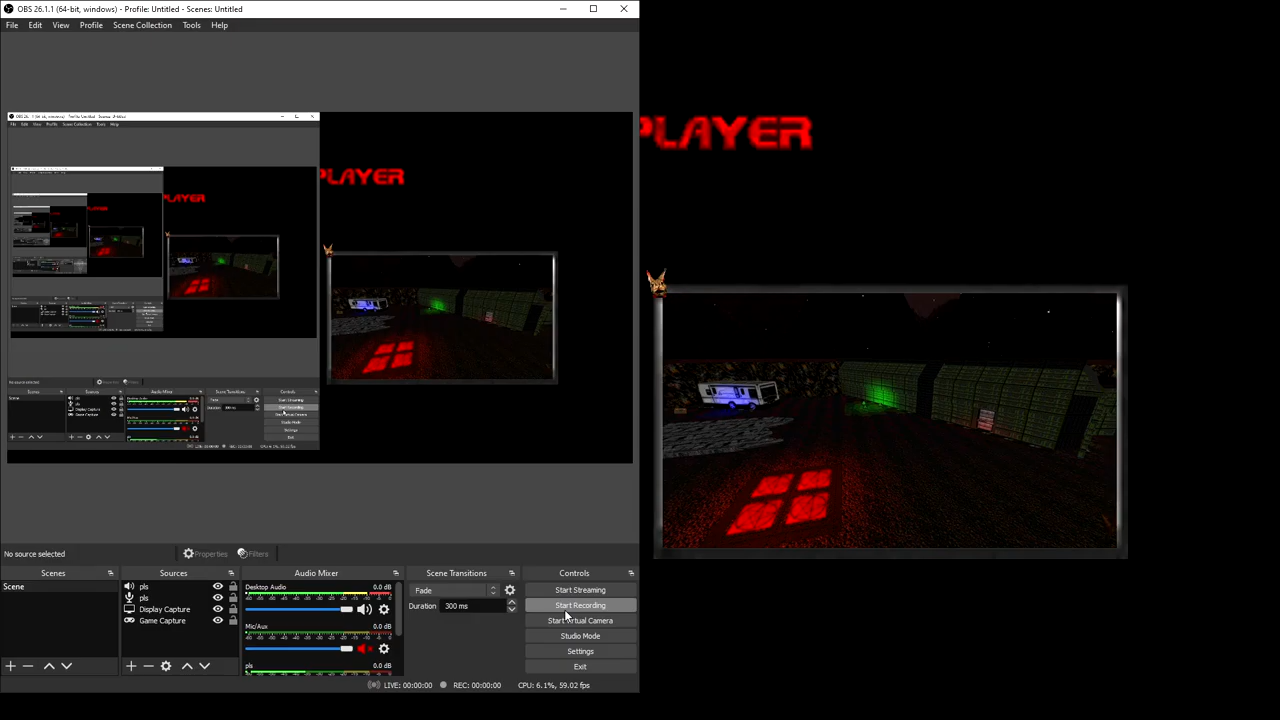 OBS 26.1.1 (64-bit, windows) - Profile: Untitled - Scenes: Untitled
File Edit View Profile Scene Collection Tools Help
PLAYER
PLAYER
No source selected Properties Filters
Scenes
Scene
Sources
pls
pls
Display Capture
Game Capture
Audio Mixer
Desktop Audio 0.0 dB
Mic/Aux 0.0 dB
pls 0.0 dB
Scene Transitions
Fade
Duration 300 ms
Controls
Start Streaming
Start Recording
Start Virtual Camera
Studio Mode
Settings
Exit
LIVE: 00:00:00 REC: 00:00:00 CPU: 6.1%, 59.02 fps